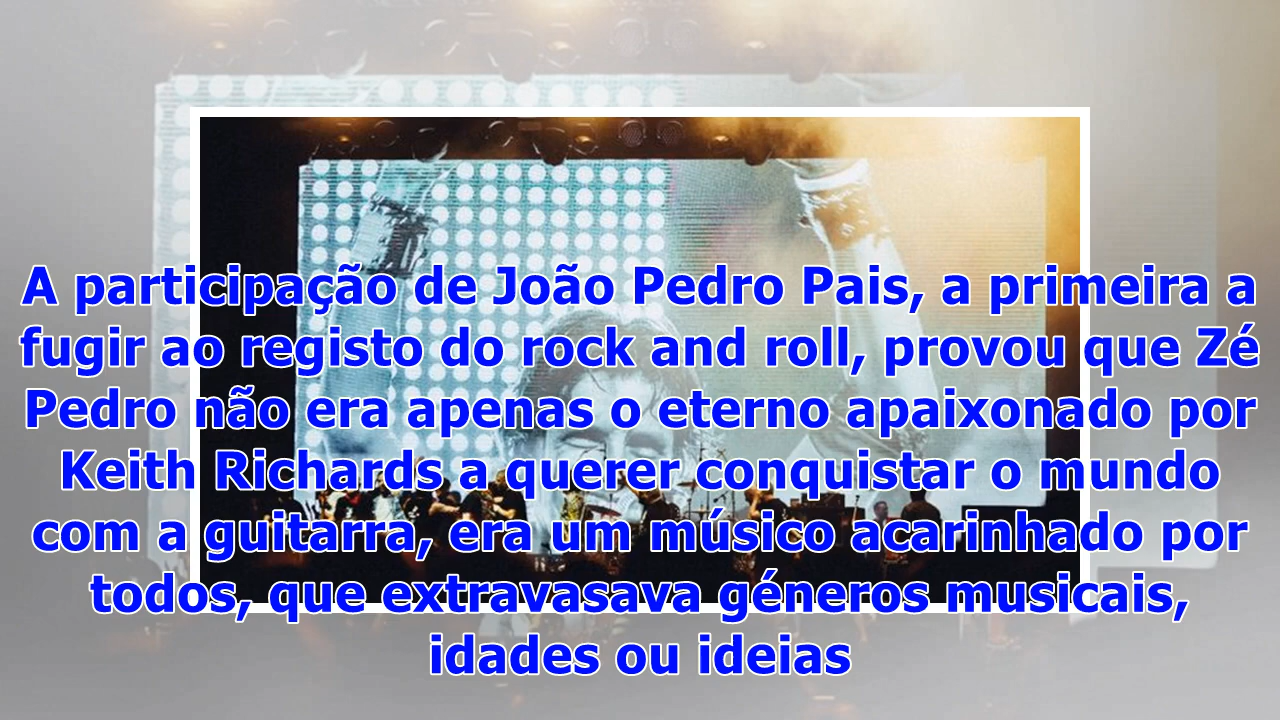 A participação de João Pedro Pais, a primeira a
fugir ao registo do rock and roll, provou que Zé
Pedro não era apenas o eterno apaixonado por
Keith Richards a querer conquistar o mundo
com a guitarra, era um músico acarinhado por
todos, que extravasava géneros musicais,
idades ou ideias